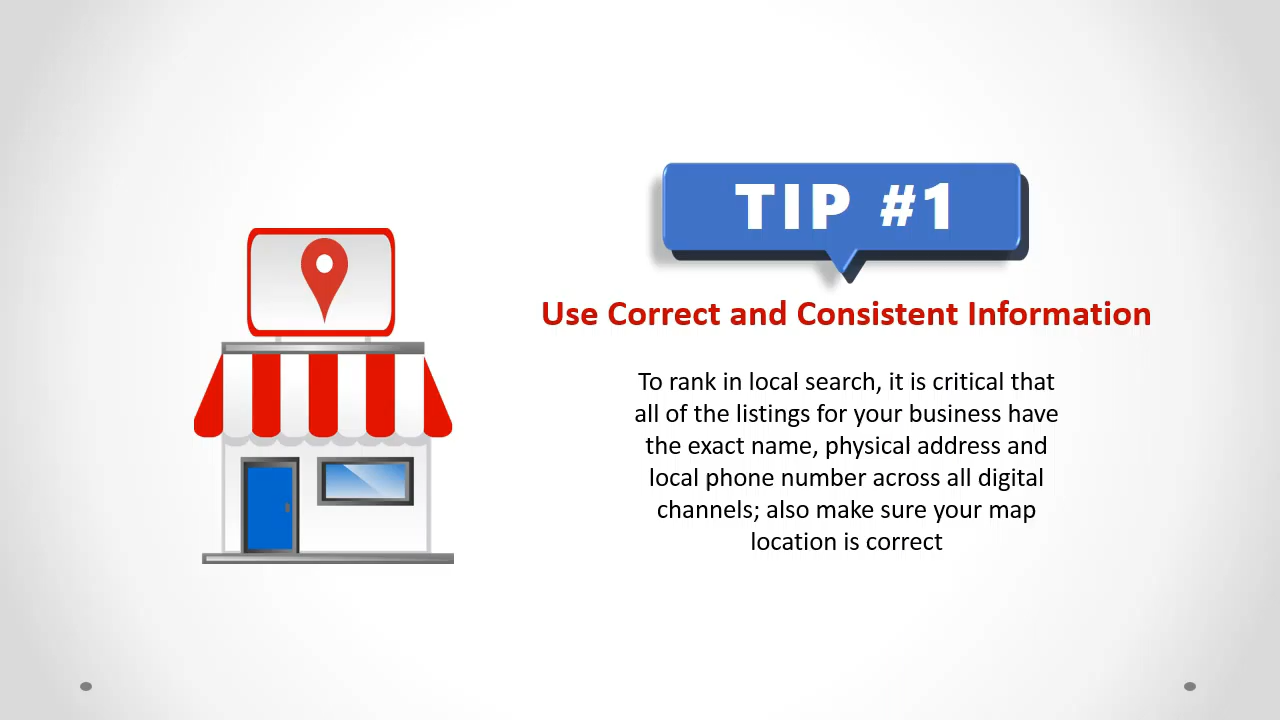 TIP #1
Use Correct and Consistent Information
To rank in local search, it is critical that
all of the listings for your business have
the exact name, physical address and
local phone number across all digital
channels; also make sure your map
location is correct